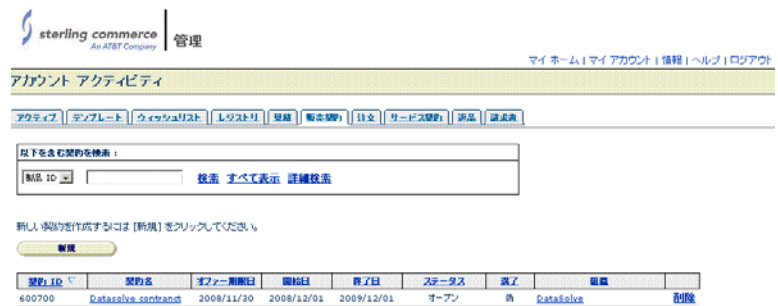 sterling commerce
An AT&T Company
管理
マイ ホーム | マイ アカウント | 情報 | ヘルプ | ログアウト
アカウント アクティビティ
アクティブ テンプレート ウィッシュリスト レジストリ 見積 販売契約 注文 サービス契約 返品 請求書
以下を含む契約を検索：
製品 ID 検索 すべて表示 詳細検索
新しい契約を作成するには [新規] をクリックしてください。
新規
契約 ID 契約名 オファー期限日 開始日 終了日 ステータス 満了 組織
600700 Datasolve contranct 2008/11/30 2008/12/01 2009/12/01 オープン 偽 DataSolve 削除